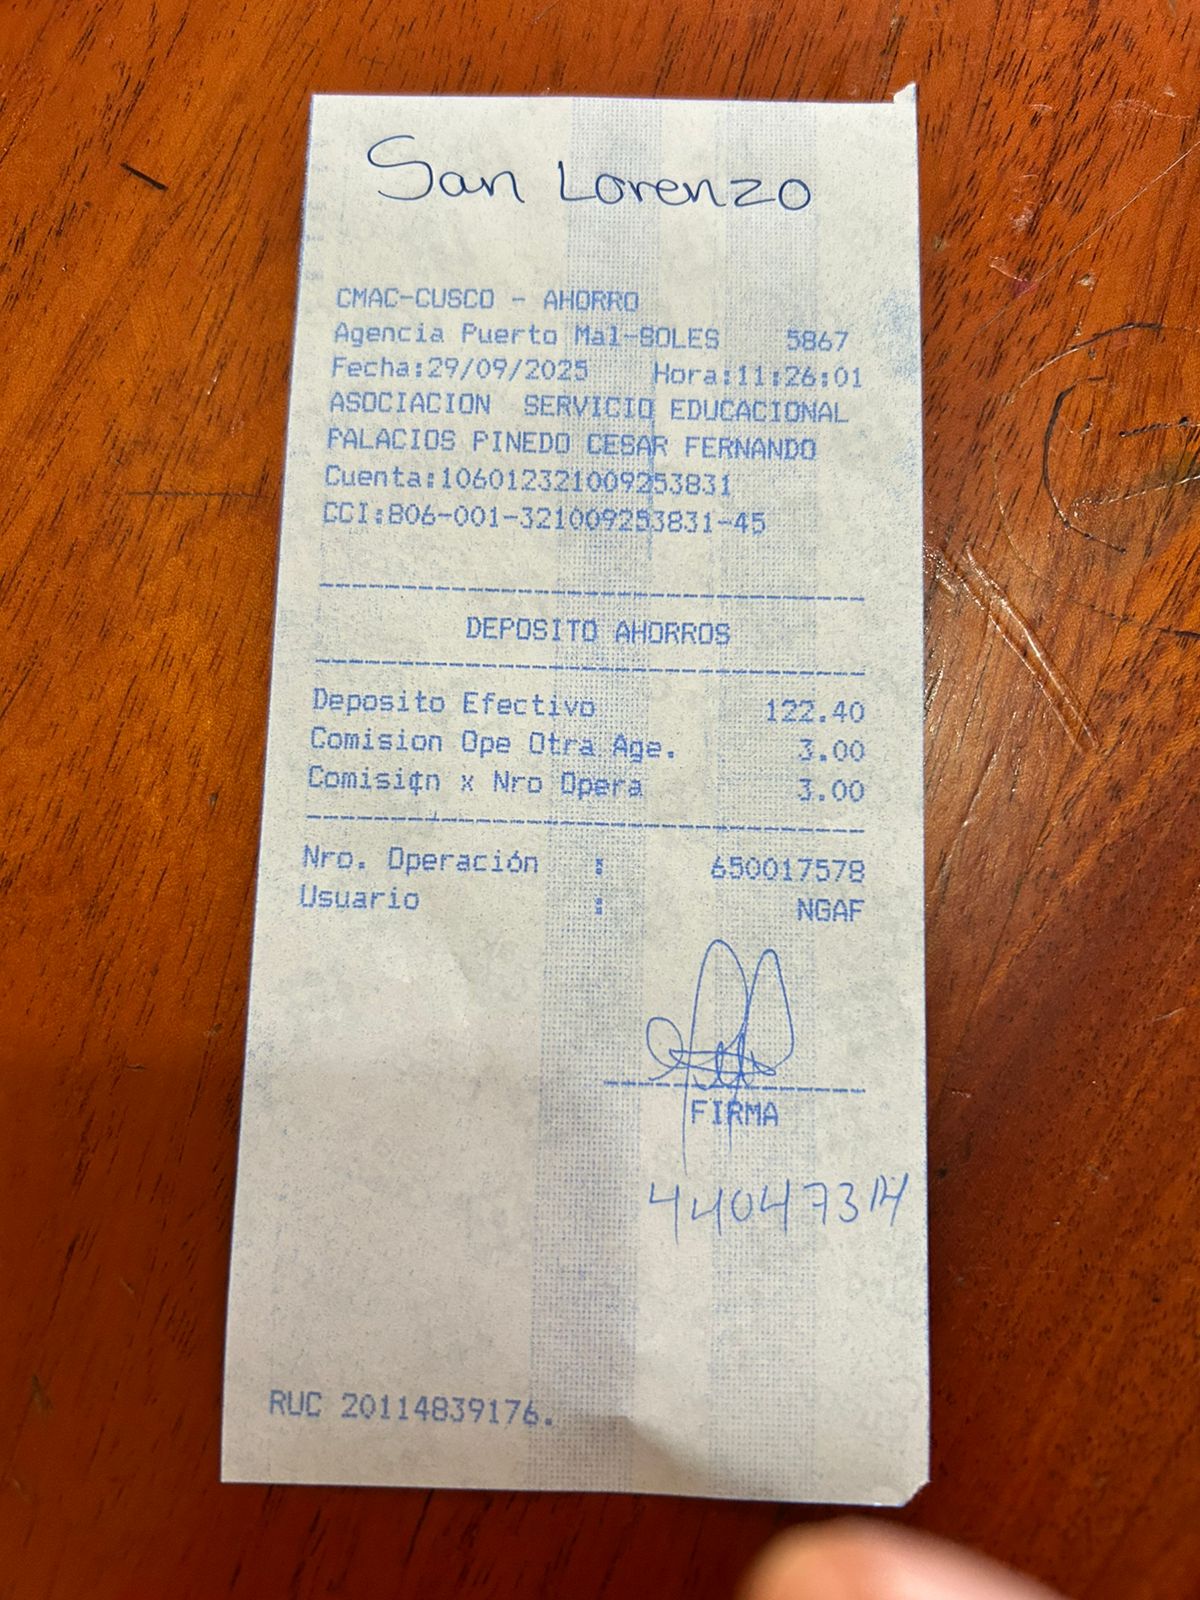 San Lorenzo
CMAC-CUSCO - AHORRO
Agencia Puerto Mal-SOLES 5867
Fecha:29/09/2025 Hora:11:26:01
ASOCIACION SERVICIO EDUCACIONAL
PALACIOS PINEDO CESAR FERNANDO
Cuenta:106012321009253831
CCI:806-001-321009253831-45
DEPOSITO AHORROS
Deposito Efectivo 122.40
Comision Ope Otra Age. 3.00
Comisión x Nro Opera 3.00
Nro. Operación : 650017578
Usuario : NGAF
FIRMA
RUC 20114839176.